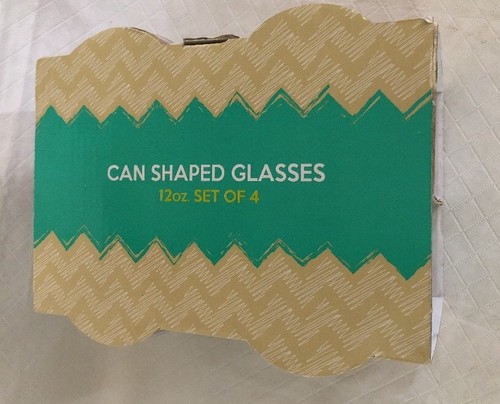 CAN SHAPED GLASSES
12oz. SET OF 4